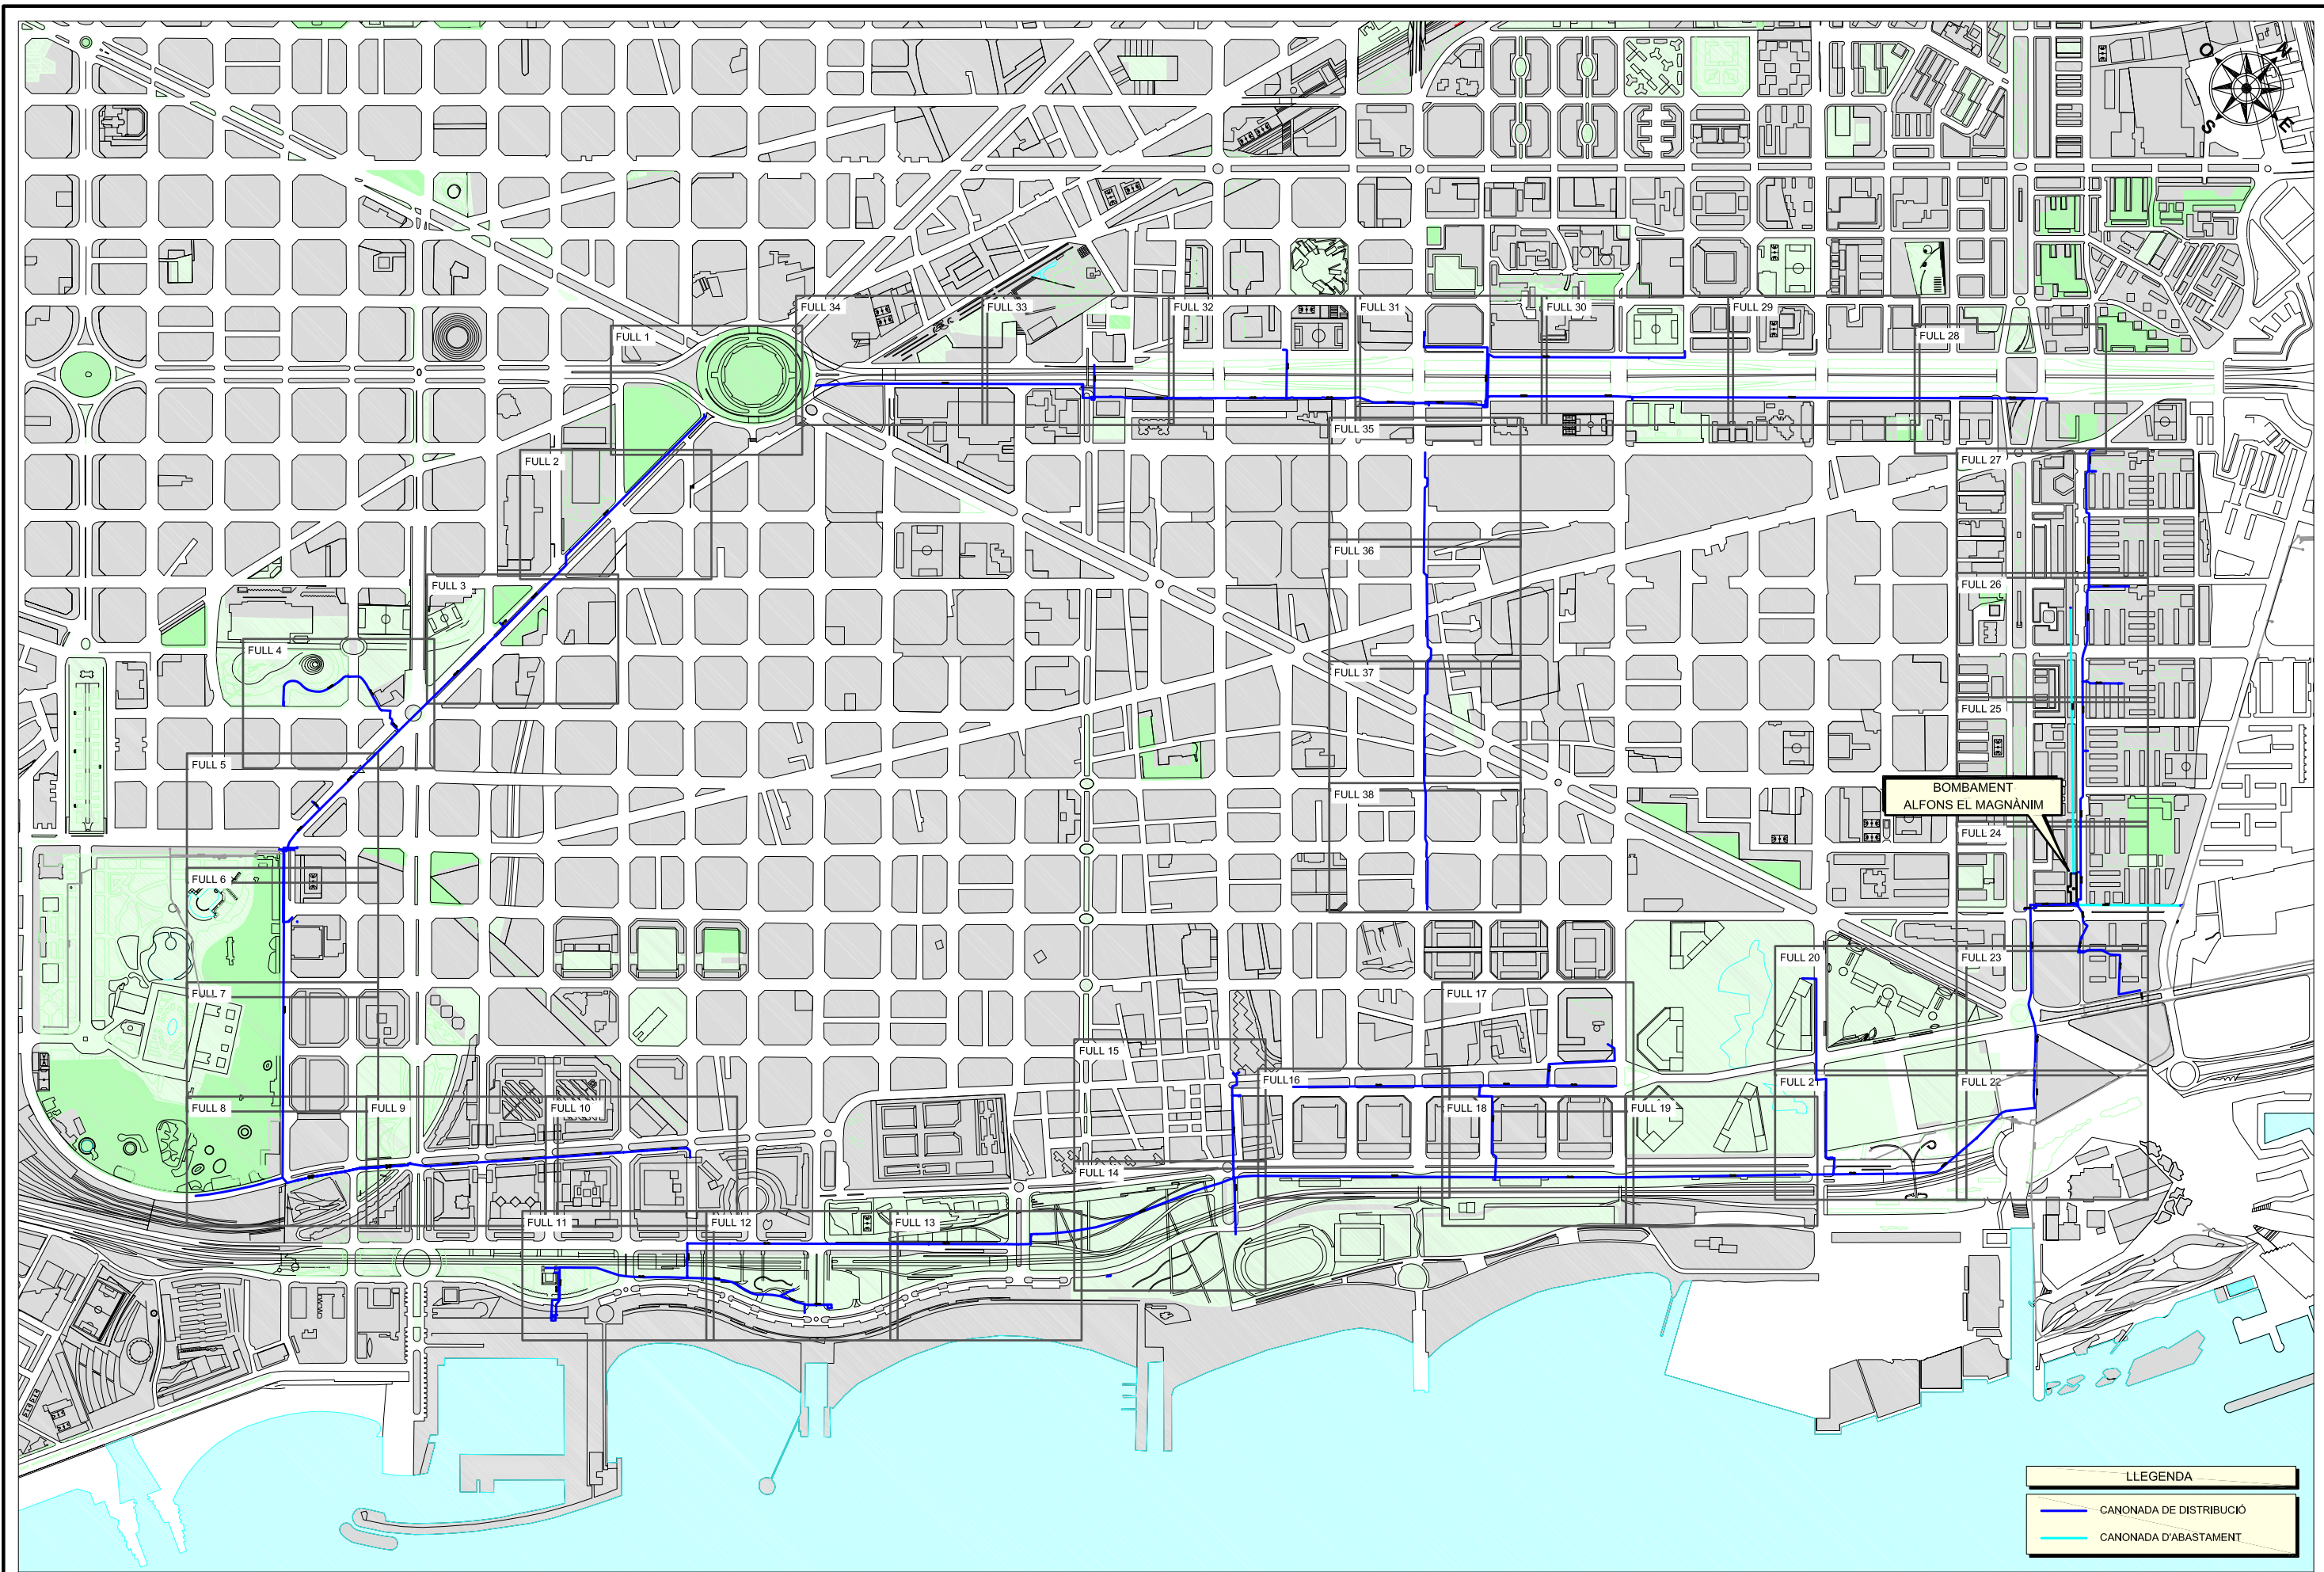 O
N
S
E
FULL 34
FULL 33
FULL 32
FULL 31
FULL 30
FULL 29
FULL 28
FULL 1
FULL 35
FULL 2
FULL 27
FULL 36
FULL 3
FULL 26
FULL 4
FULL 37
FULL 25
FULL 5
BOMBAMENT
ALFONS EL MAGNÀNIM
FULL 38
FULL 24
FULL 6
FULL 20
FULL 23
FULL 7
FULL 17
FULL 15
FULL16
FULL 21
FULL 22
FULL 8
FULL 9
FULL 10
FULL 18
FULL 19
FULL 14
FULL 11
FULL 12
FULL 13
LLEGENDA
CANONADA DE DISTRIBUCIÓ
CANONADA D'ABASTAMENT